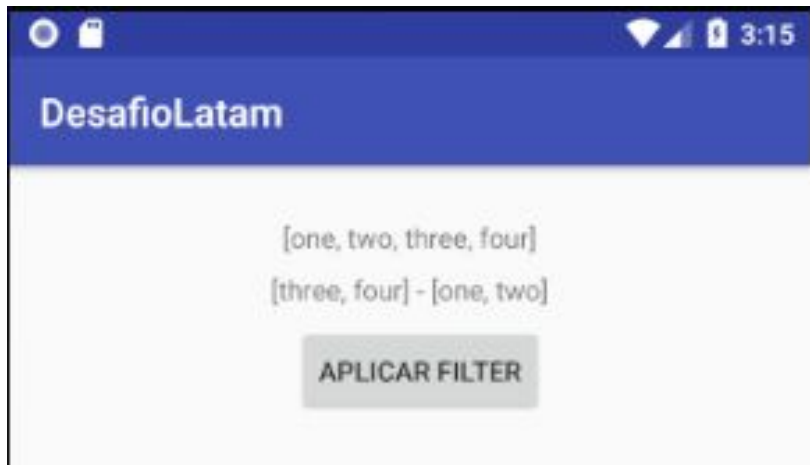 3:15
DesafioLatam
[one, two, three, four]
[three, four] - [one, two]
APLICAR FILTER